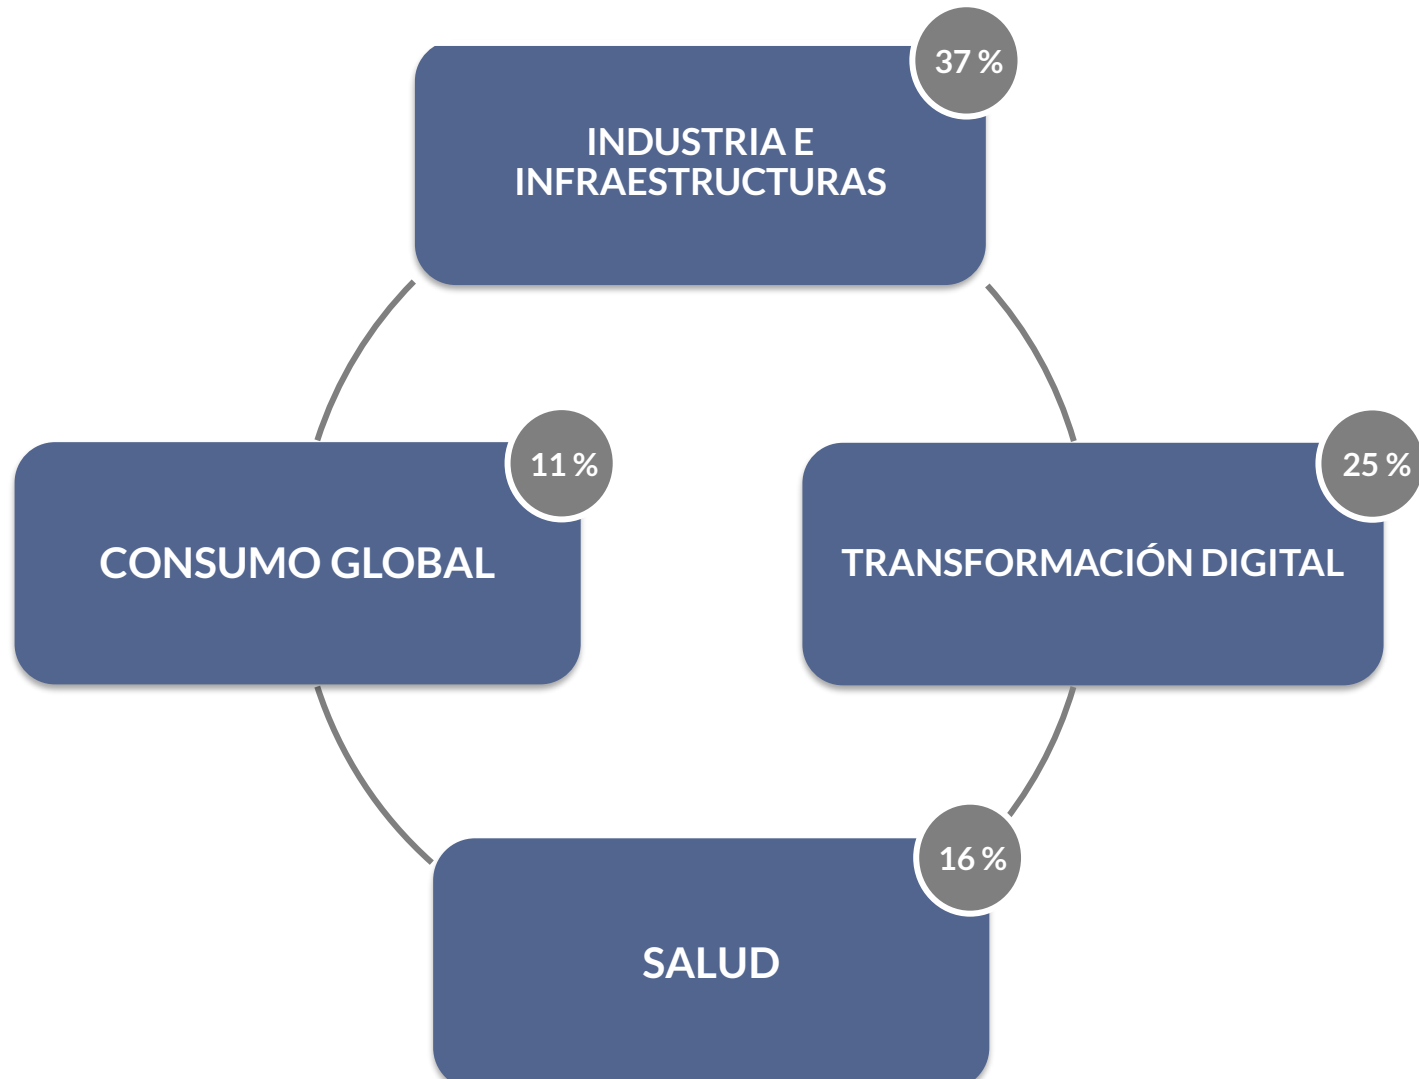 37 %
INDUSTRIA E
INFRAESTRUCTURAS
11 %
CONSUMO GLOBAL
25 %
TRANSFORMACIÓN DIGITAL
16 %
SALUD